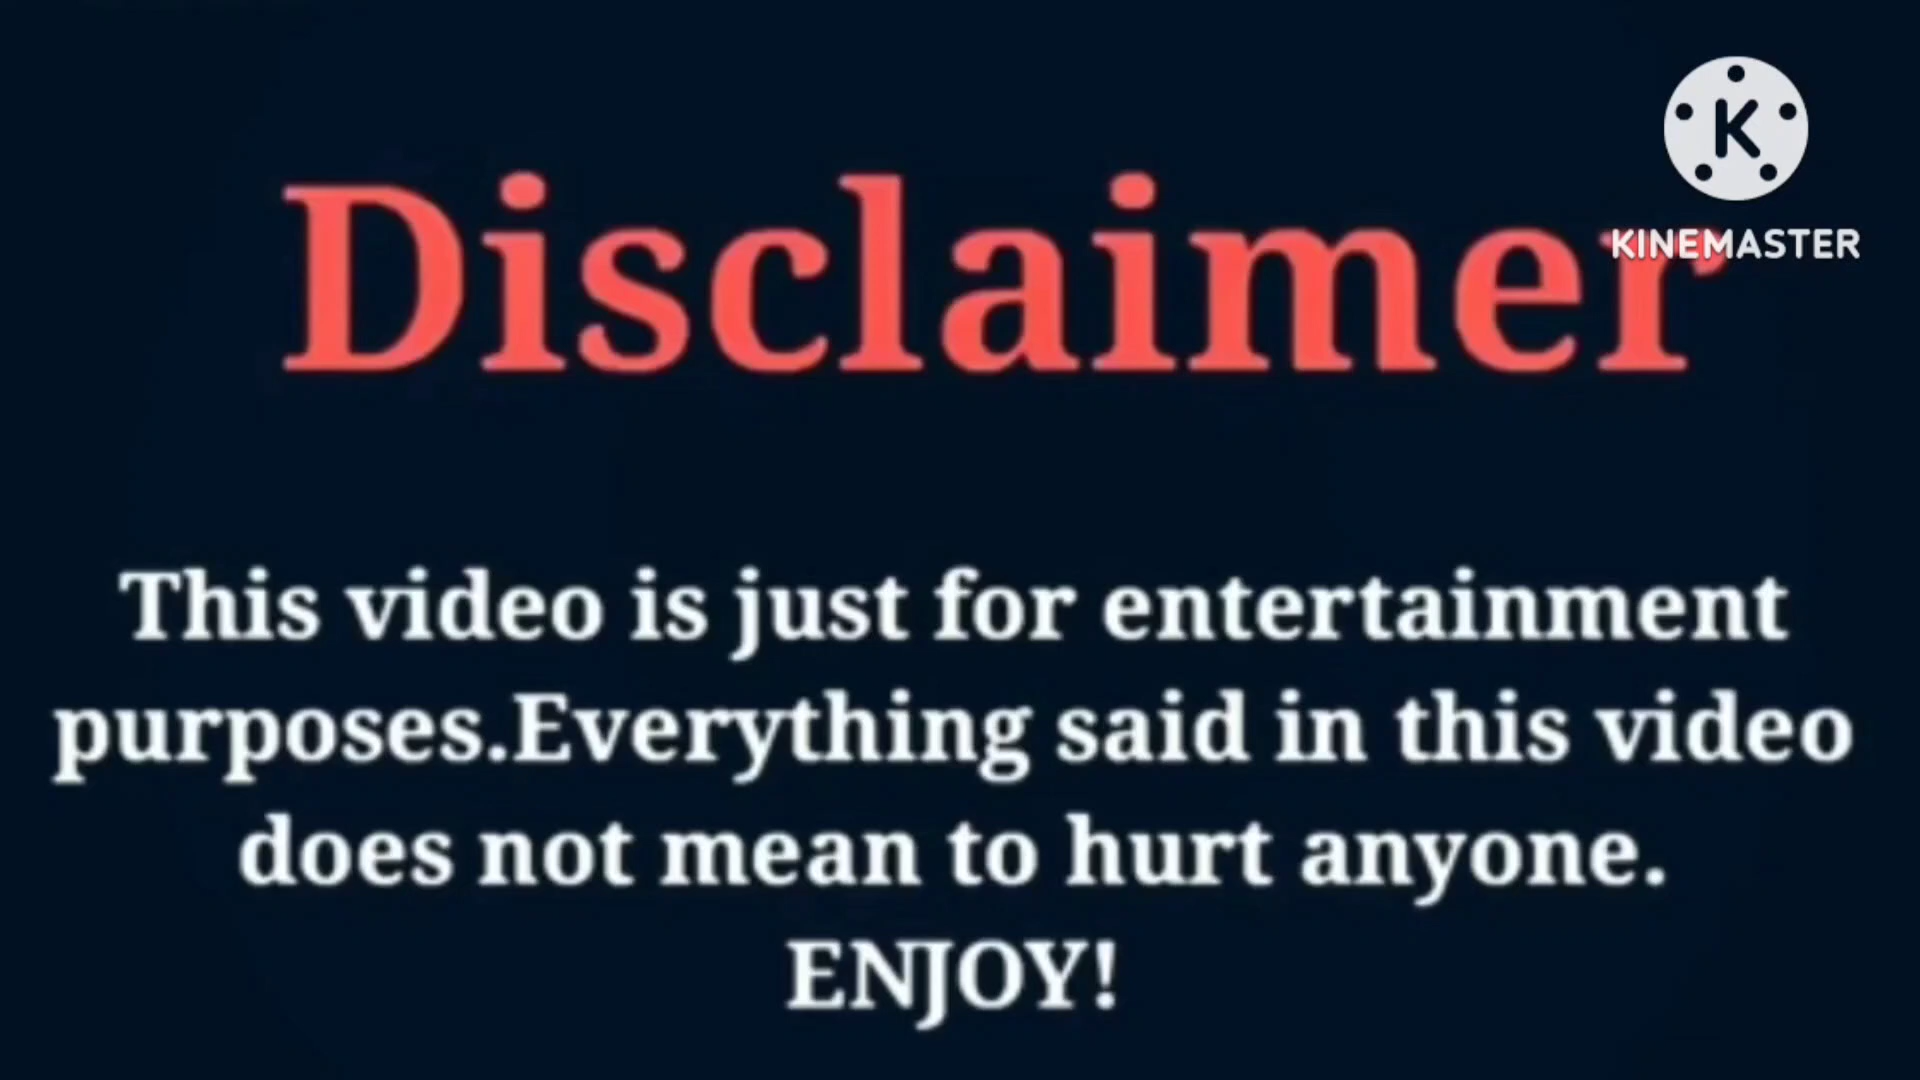 K
KINEMASTER
Disclaimer
This video is just for entertainment
purposes.Everything said in this video
does not mean to hurt anyone.
ENJOY!